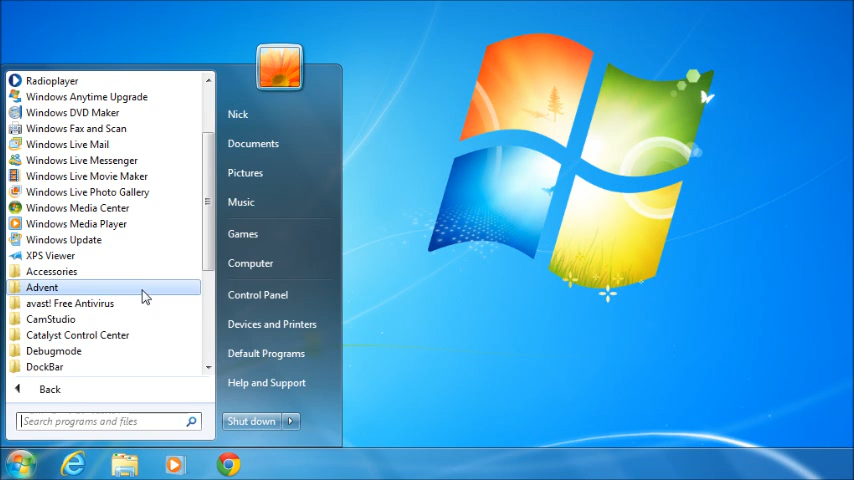 Radioplayer
Windows Anytime Upgrade
Windows DVD Maker
Windows Fax and Scan
Windows Live Mail
Windows Live Messenger
Windows Live Movie Maker
Windows Live Photo Gallery
Windows Media Center
Windows Media Player
Windows Update
XPS Viewer
Accessories
Advent
avast! Free Antivirus
CamStudio
Catalyst Control Center
Debugmode
DockBar
Back
Search programs and files
Nick
Documents
Pictures
Music
Games
Computer
Control Panel
Devices and Printers
Default Programs
Help and Support
Shut down